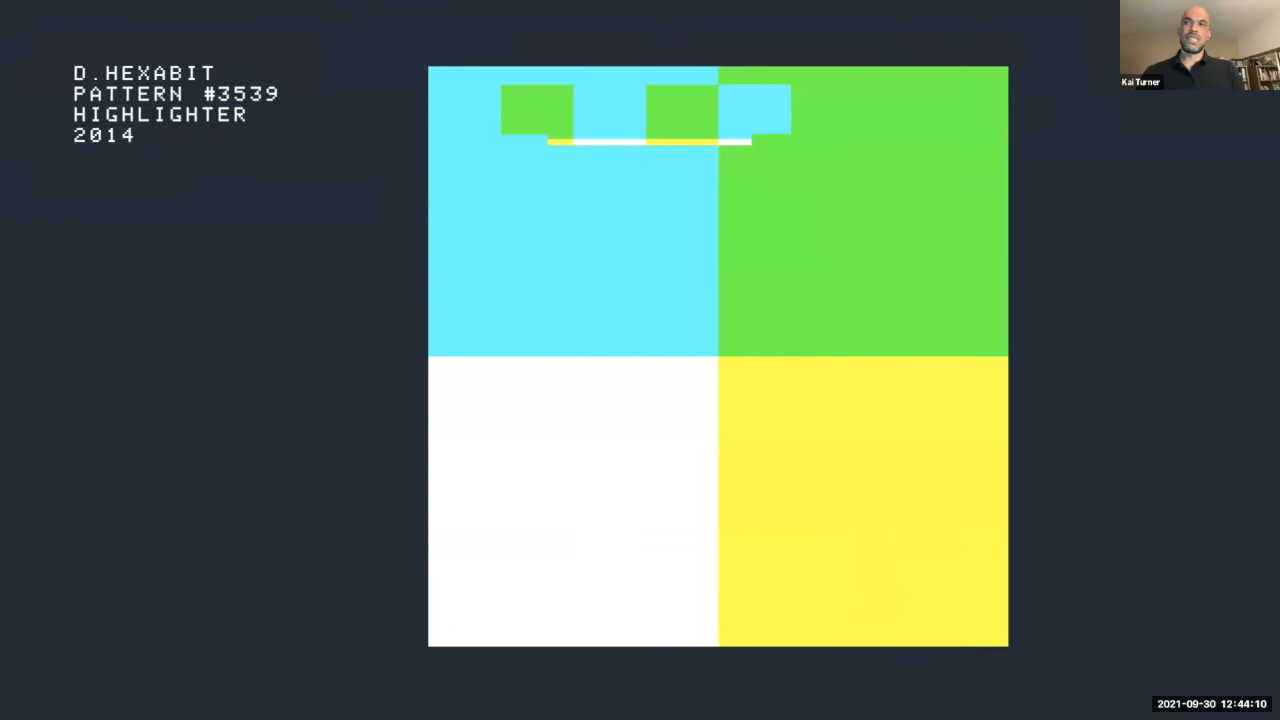 D.HEXABIT
PATTERN #3539
HIGHLIGHTER
2014
Kai Turner
2021-09-30 12:44:10